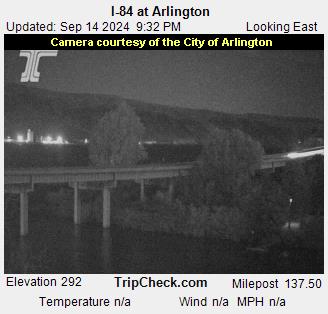 I-84 at Arlington
Updated: Sep 14 2024 9:32 PM Looking East
Camera courtesy of the City of Arlington
Elevation 292 TripCheck.com Milepost 137.50
Temperature n/a Wind n/a MPH n/a